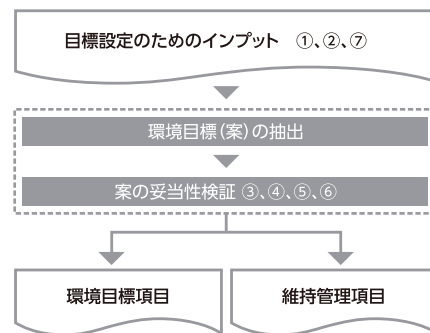 目標設定のためのインプット ①、②、⑦
環境目標(案)の抽出
案の妥当性検証 ③、④、⑤、⑥
環境目標項目
維持管理項目